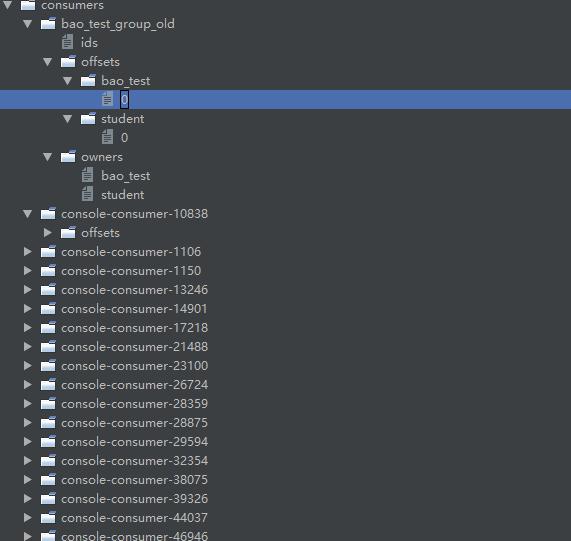 consumers
bao_test_group_old
ids
offsets
bao_test
0
student
0
owners
bao_test
student
console-consumer-10838
offsets
console-consumer-1106
console-consumer-1150
console-consumer-13246
console-consumer-14901
console-consumer-17218
console-consumer-21488
console-consumer-23100
console-consumer-26724
console-consumer-28359
console-consumer-28875
console-consumer-29594
console-consumer-32354
console-consumer-38075
console-consumer-39326
console-consumer-44037
console-consumer-46946